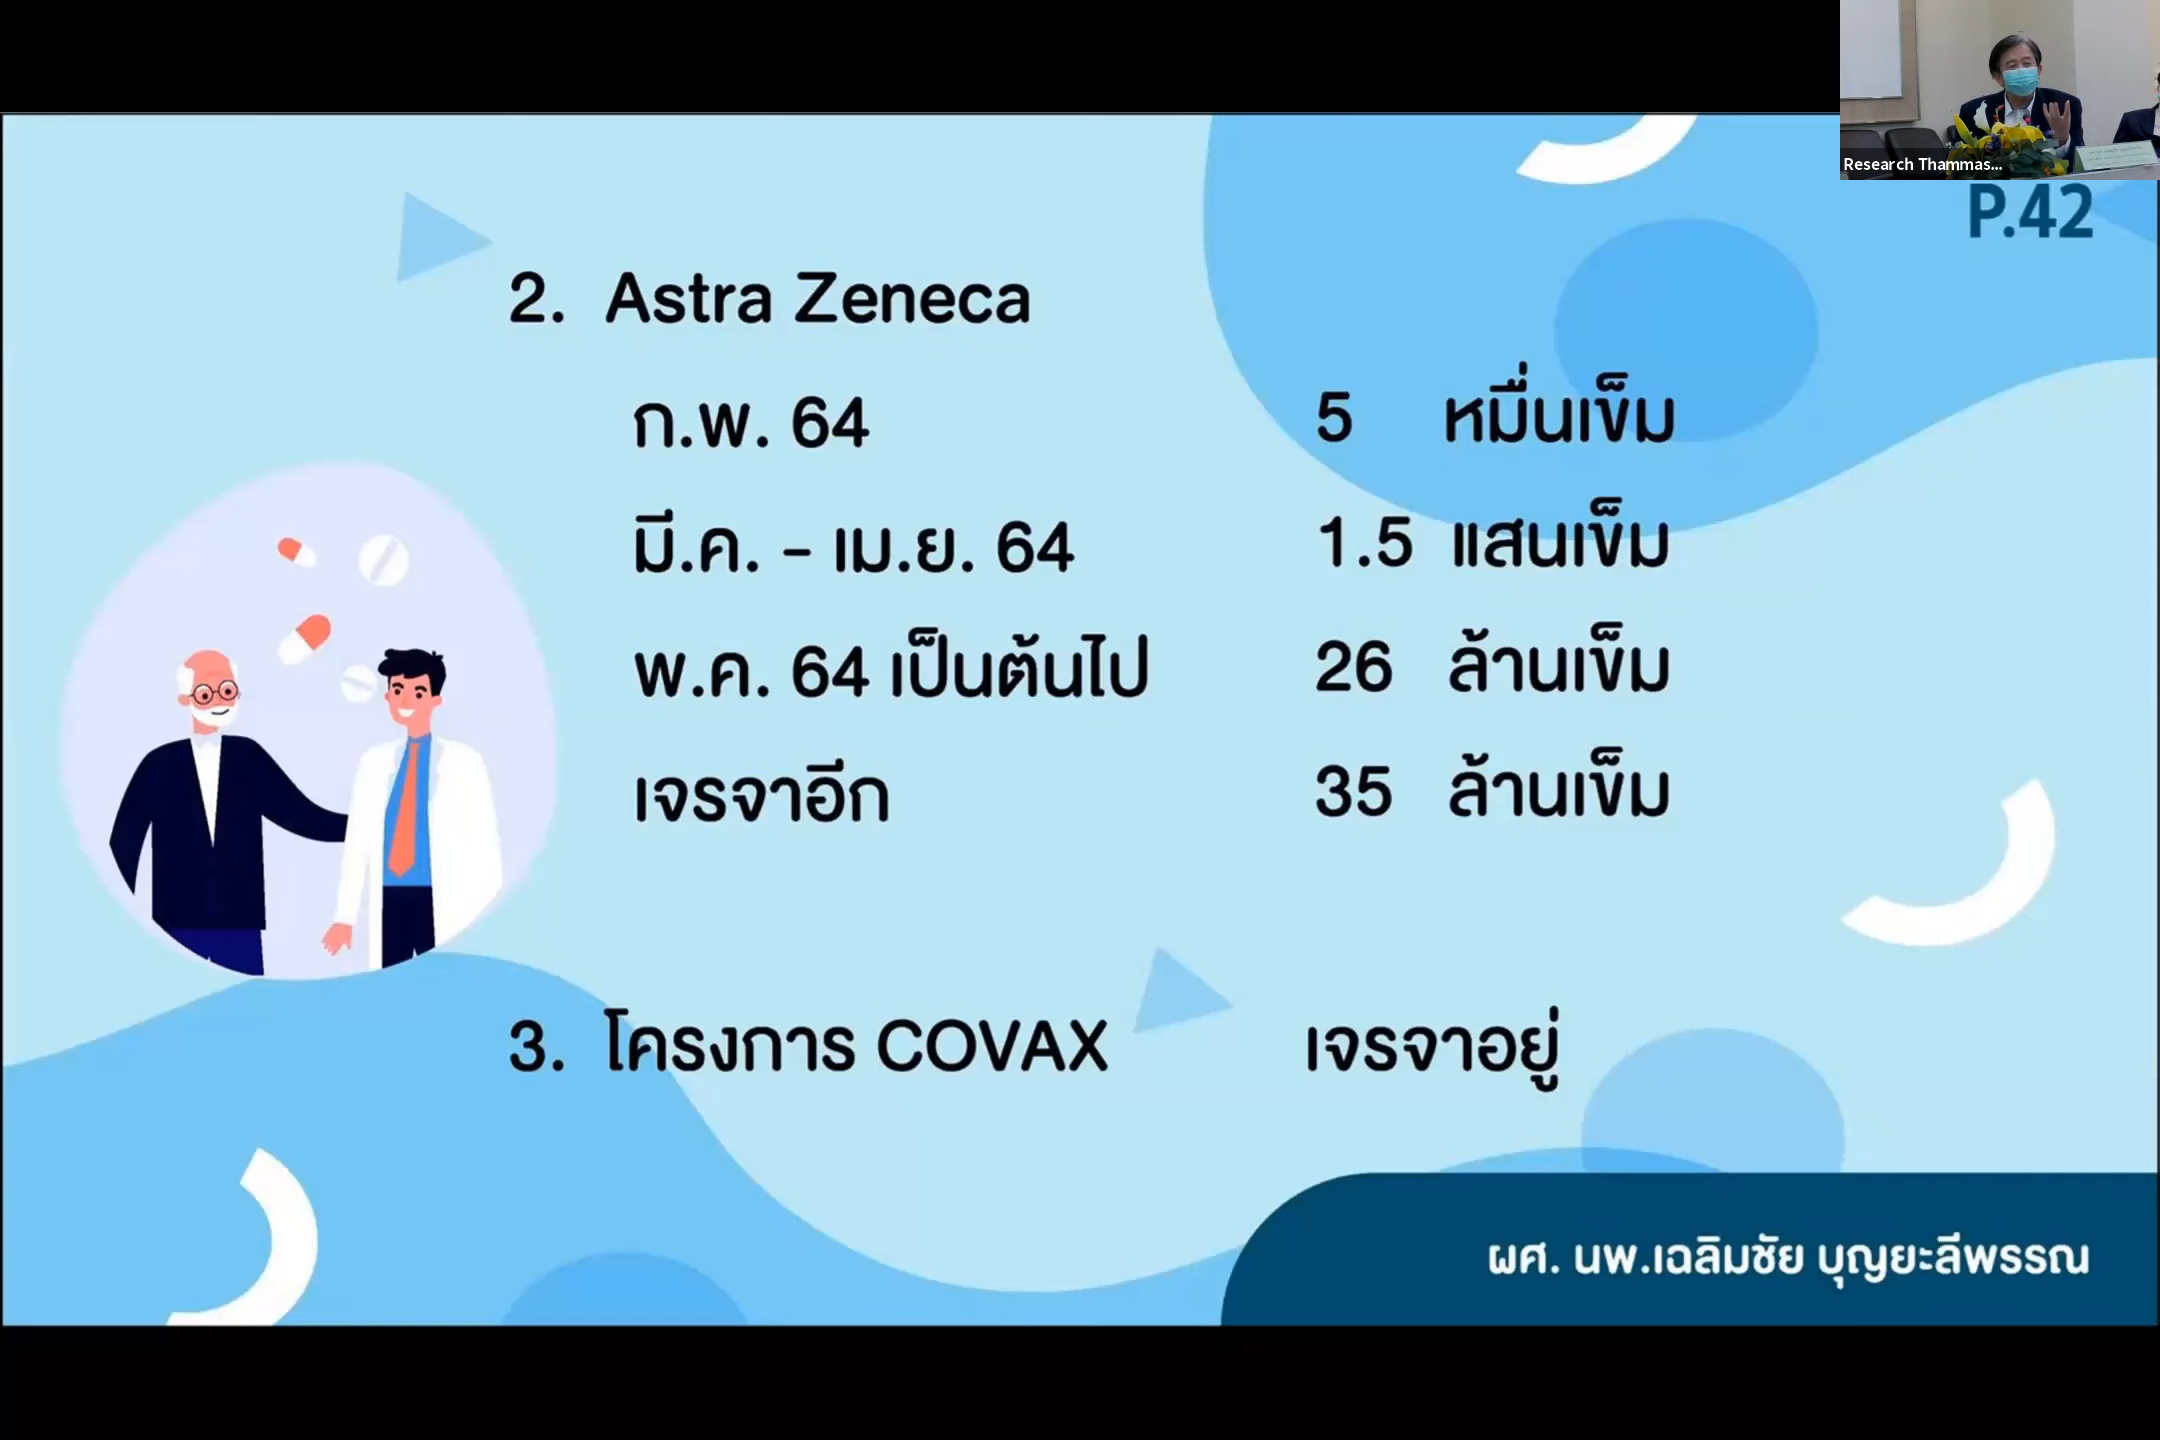 Research Thammas...
P.42
2. Astra Zeneca
ก.พ. 64 5 หมื่นเข็ม
มี.ค. - เม.ย. 64 1.5 แสนเข็ม
พ.ค. 64 เป็นต้นไป 26 ล้านเข็ม
เจรจาอีก 35 ล้านเข็ม
3. โครงการ COVAX เจรจาอยู่
ผศ. นพ.เฉลิมชัย บุญยะลีพรรณ